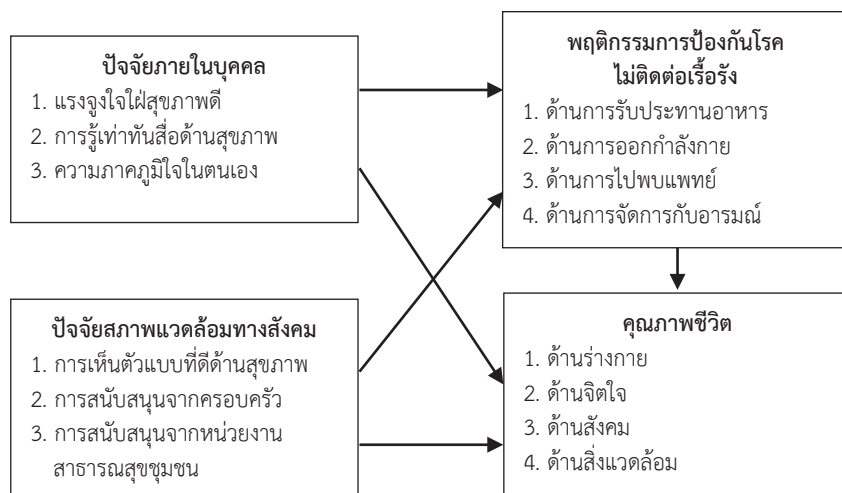 ปัจจัยภายในบุคคล
1. แรงจูงใจใฝ่สุขภาพดี
2. การรู้เท่าทันสื่อด้านสุขภาพ
3. ความภาคภูมิใจในตนเอง
พฤติกรรมการป้องกันโรค
ไม่ติดต่อเรื้อรัง
1. ด้านการรับประทานอาหาร
2. ด้านการออกกำลังกาย
3. ด้านการไปพบแพทย์
4. ด้านการจัดการกับอารมณ์
ปัจจัยสภาพแวดล้อมทางสังคม
1. การเห็นตัวแบบที่ดีด้านสุขภาพ
2. การสนับสนุนจากครอบครัว
3. การสนับสนุนจากหน่วยงาน
สาธารณสุขชุมชน
คุณภาพชีวิต
1. ด้านร่างกาย
2. ด้านจิตใจ
3. ด้านสังคม
4. ด้านสิ่งแวดล้อม